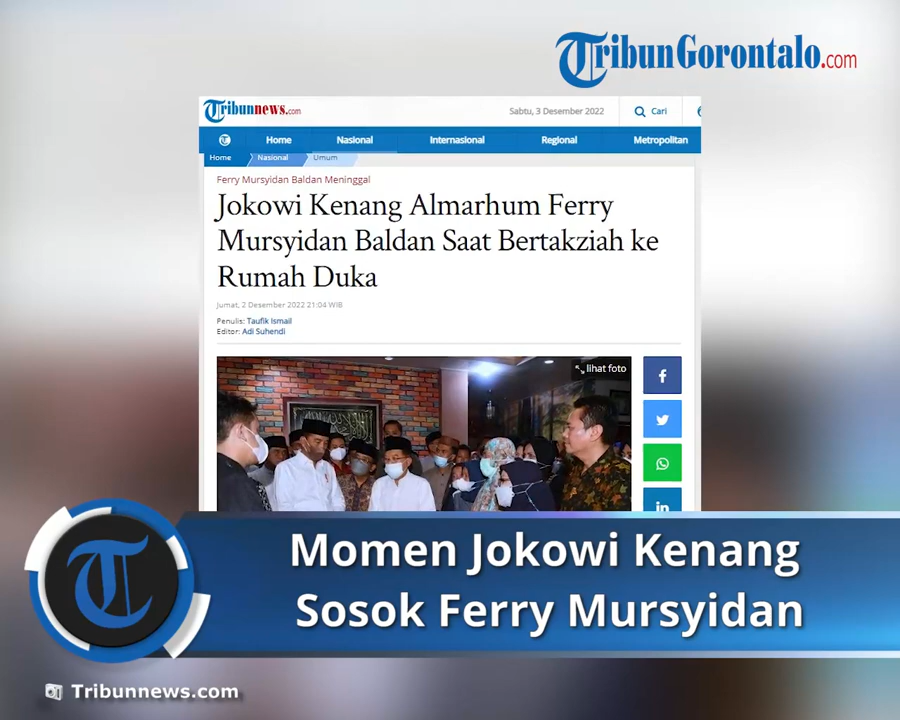 TribunGorontalo.com
Tribunnews.com
Sabtu, 3 Desember 2022
Cari
Home
Nasional
Internasional
Regional
Metropolitan
Home
Nasional
Umum
Ferry Mursyidan Baldan Meninggal
Jokowi Kenang Almarhum Ferry
Mursyidan Baldan Saat Bertakziah ke
Rumah Duka
Jumat, 2 Desember 2022 21:04 WIB
Penulis: Taufik Ismail
Editor: Adi Suhendi
lihat foto
Momen Jokowi Kenang
Sosok Ferry Mursyidan
Tribunnews.com